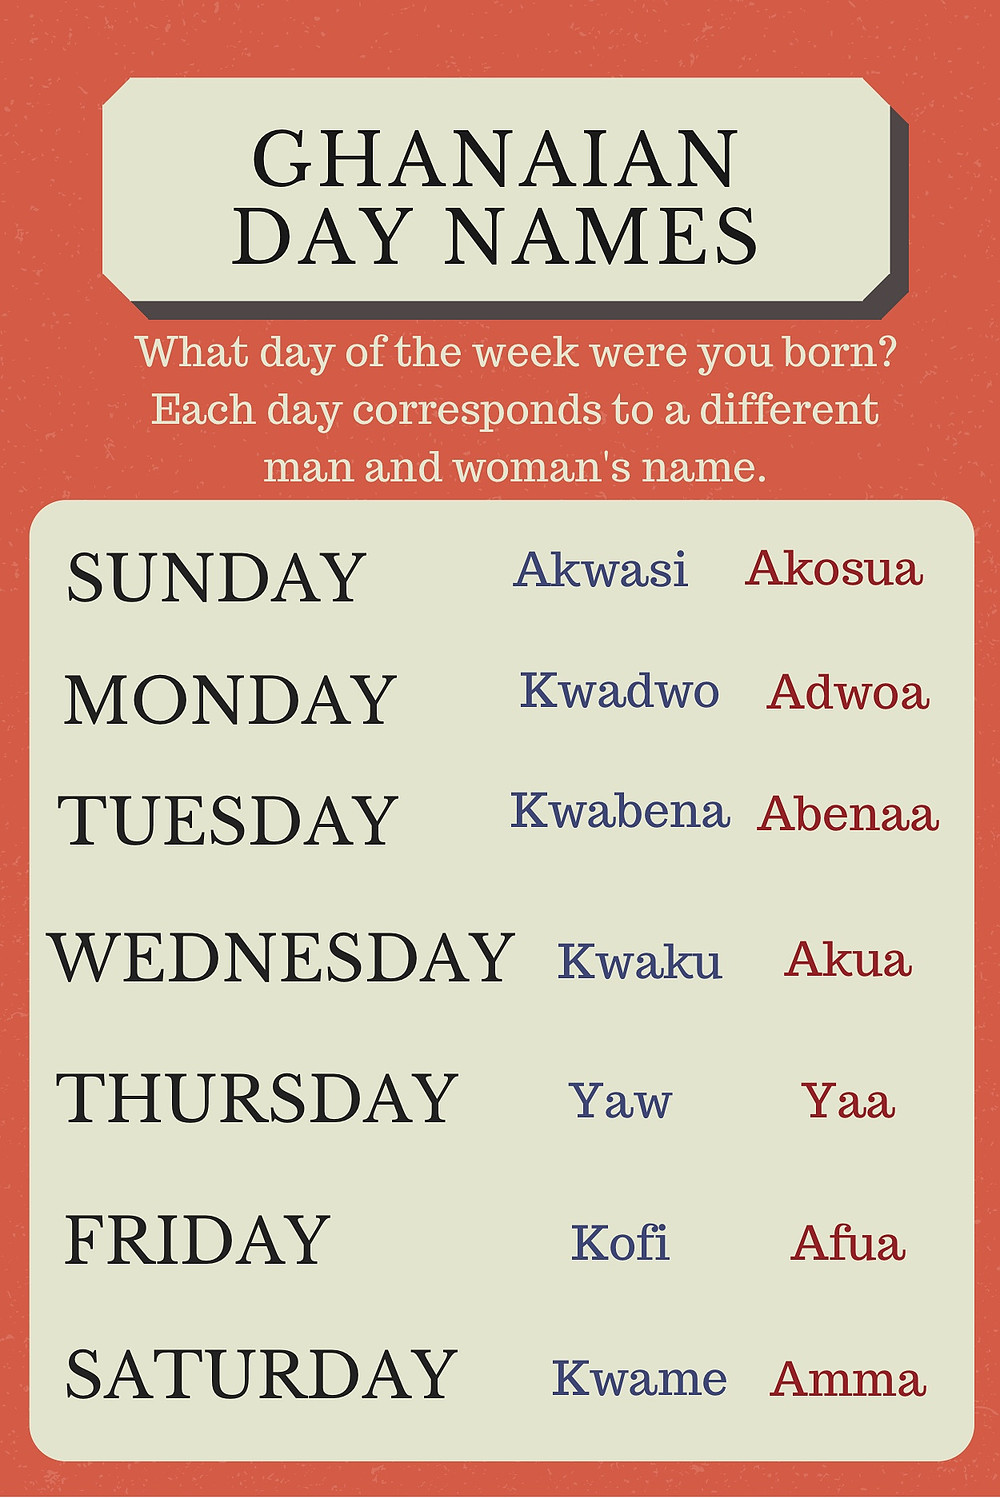 GHANAIAN
DAY NAMES
What day of the week were you born?
Each day corresponds to a different
man and woman's name.
SUNDAY Akwasi Akosua
MONDAY Kwadwo Adwoa
TUESDAY Kwabena Abenaa
WEDNESDAY Kwaku Akua
THURSDAY Yaw Yaa
FRIDAY Kofi Afua
SATURDAY Kwame Amma